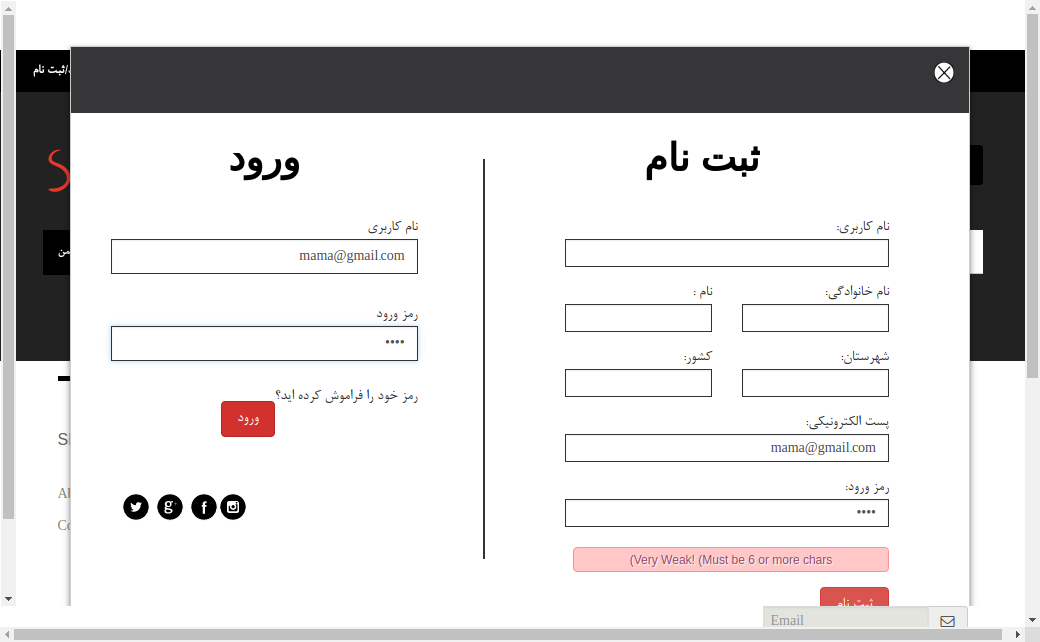 /ثبت نام
ثبت نام
ورود
نام کاربری:
نام کاربری
mama@gmail.com
نام خانوادگی:
نام :
رمز ورود
••••
شهرستان:
کشور:
رمز خود را فراموش کرده اید؟
ورود
پست الکترونیکی:
mama@gmail.com
رمز ورود:
••••
(Very Weak! (Must be 6 or more chars
ثبت نام
Email